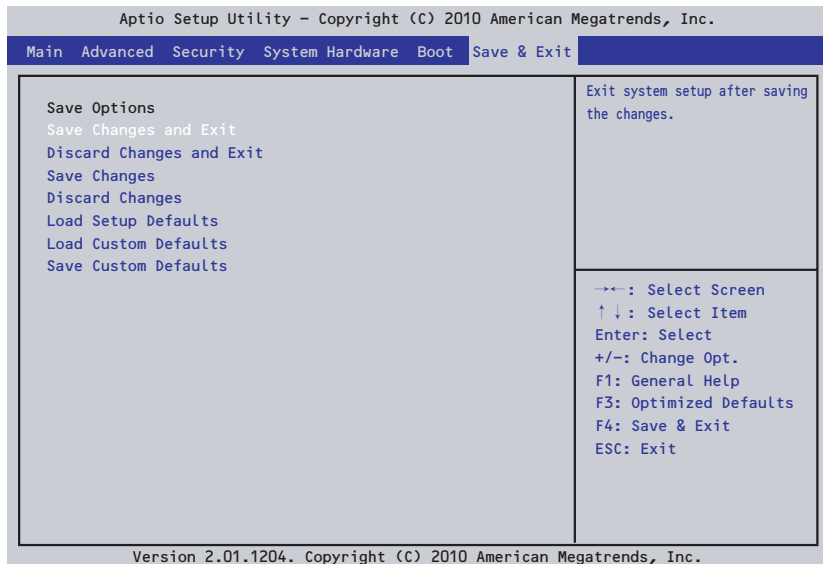 Aptio Setup Utility – Copyright (C) 2010 American Megatrends, Inc.
Main Advanced Security System Hardware Boot Save & Exit
Save Options
Save Changes and Exit
Discard Changes and Exit
Save Changes
Discard Changes
Load Setup Defaults
Load Custom Defaults
Save Custom Defaults
Exit system setup after saving
the changes.
→←: Select Screen
↑↓: Select Item
Enter: Select
+/-: Change Opt.
F1: General Help
F3: Optimized Defaults
F4: Save & Exit
ESC: Exit
Version 2.01.1204. Copyright (C) 2010 American Megatrends, Inc.